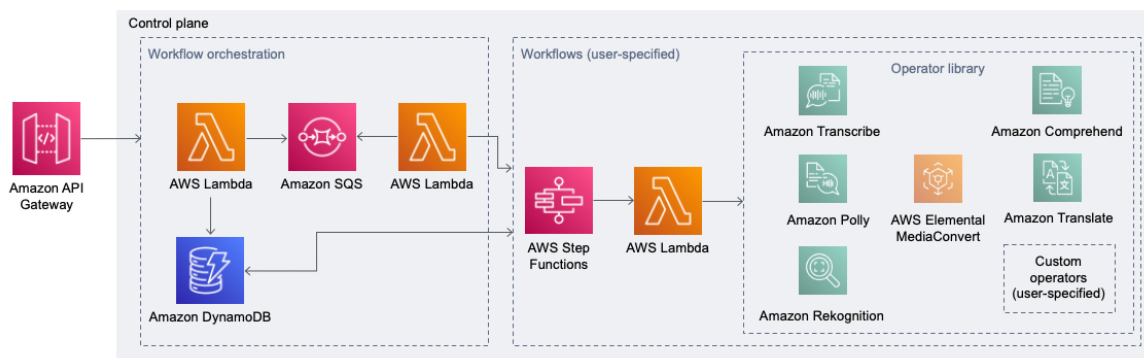 Control plane
Workflow orchestration
Workflows (user-specified)
Operator library
Amazon API
Gateway
AWS Lambda
Amazon SQS
AWS Lambda
Amazon DynamoDB
AWS Step
Functions
AWS Lambda
Amazon Transcribe
Amazon Comprehend
Amazon Polly
AWS Elemental
MediaConvert
Amazon Translate
Amazon Rekognition
Custom
operators
(user-specified)